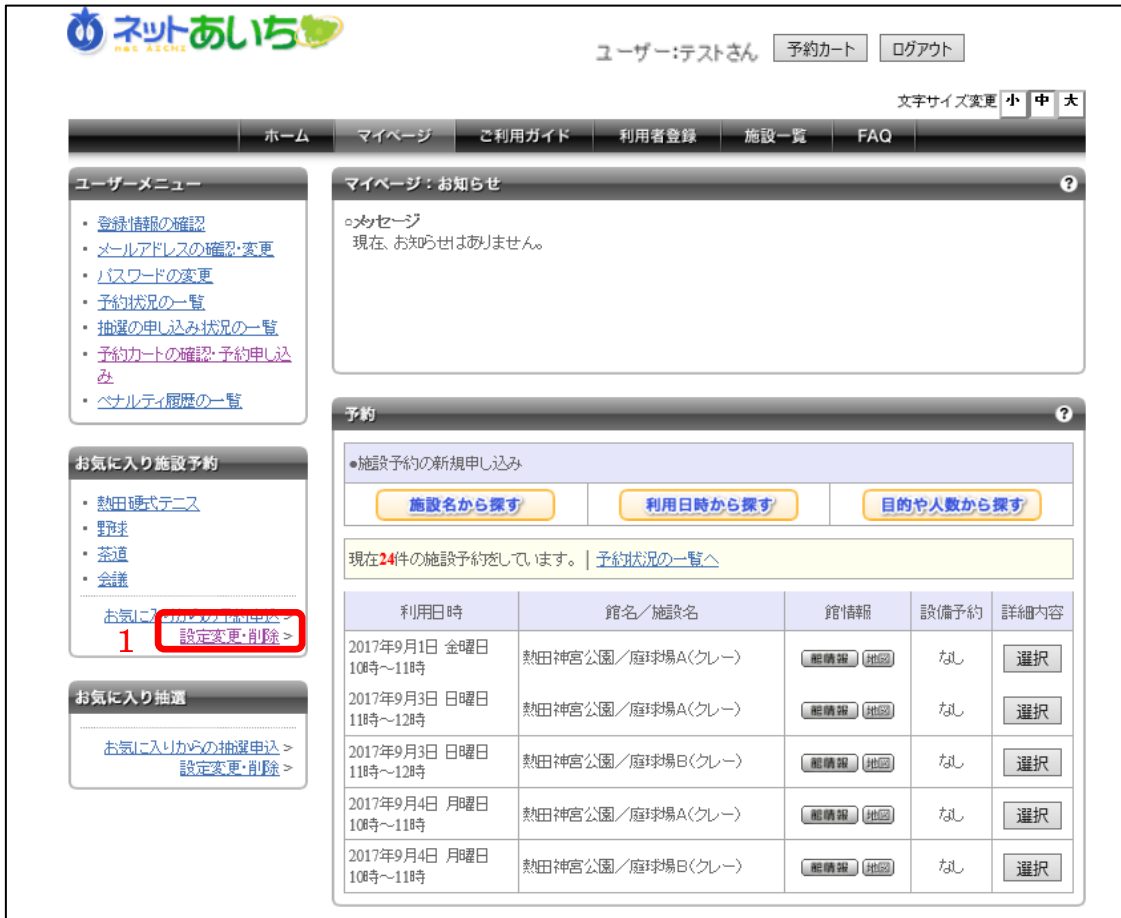 ネットあいち
net AICHI
ユーザー:テストさん 予約カート ログアウト
文字サイズ変更 小 中 大
ホーム マイページ ご利用ガイド 利用者登録 施設一覧 FAQ
ユーザーメニュー
・登録情報の確認
・メールアドレスの確認・変更
・パスワードの変更
・予約状況の一覧
・抽選の申し込み状況の一覧
・予約カートの確認・予約申し込
み
・ペナルティ履歴の一覧
お気に入り施設予約
・熱田硬式テニス
・野球
・茶道
・会議
お気に入りからの予約申込 >
1 設定変更・削除 >
お気に入り抽選
お気に入りからの抽選申込 >
設定変更・削除 >
マイページ：お知らせ ?
○メッセージ
現在、お知らせはありません。
予約 ?
●施設予約の新規申し込み
施設名から探す 利用日時から探す 目的や人数から探す
現在24件の施設予約をしています。 | 予約状況の一覧へ
利用日時 館名／施設名 館情報 設備予約 詳細内容
2017年9月1日 金曜日
10時～11時 熱田神宮公園／庭球場A(クレー) 館情報 地図 なし 選択
2017年9月3日 日曜日
11時～12時 熱田神宮公園／庭球場A(クレー) 館情報 地図 なし 選択
2017年9月3日 日曜日
11時～12時 熱田神宮公園／庭球場B(クレー) 館情報 地図 なし 選択
2017年9月4日 月曜日
10時～11時 熱田神宮公園／庭球場A(クレー) 館情報 地図 なし 選択
2017年9月4日 月曜日
10時～11時 熱田神宮公園／庭球場B(クレー) 館情報 地図 なし 選択